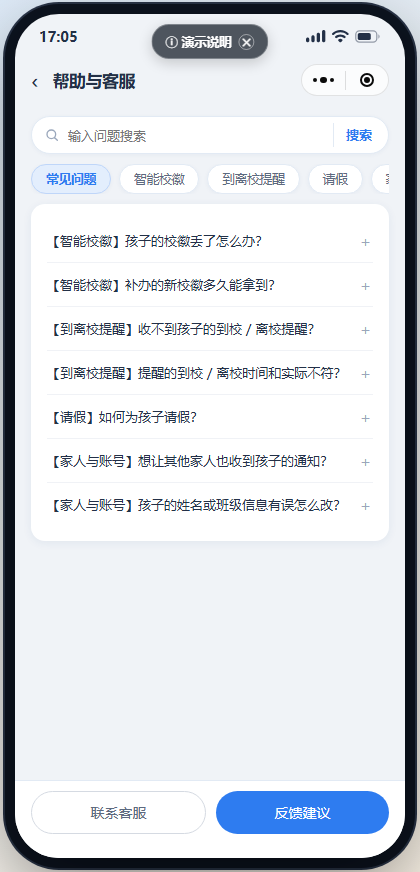 17:05
演示说明
帮助与客服
输入问题搜索
搜索
常见问题 智能校徽 到离校提醒 请假
【智能校徽】孩子的校徽丢了怎么办？
【智能校徽】补办的新校徽多久能拿到？
【到离校提醒】收不到孩子的到校 / 离校提醒？
【到离校提醒】提醒的到校 / 离校时间和实际不符？
【请假】如何为孩子请假？
【家人与账号】想让其他家人也收到孩子的通知？
【家人与账号】孩子的姓名或班级信息有误怎么改？
联系客服 反馈建议